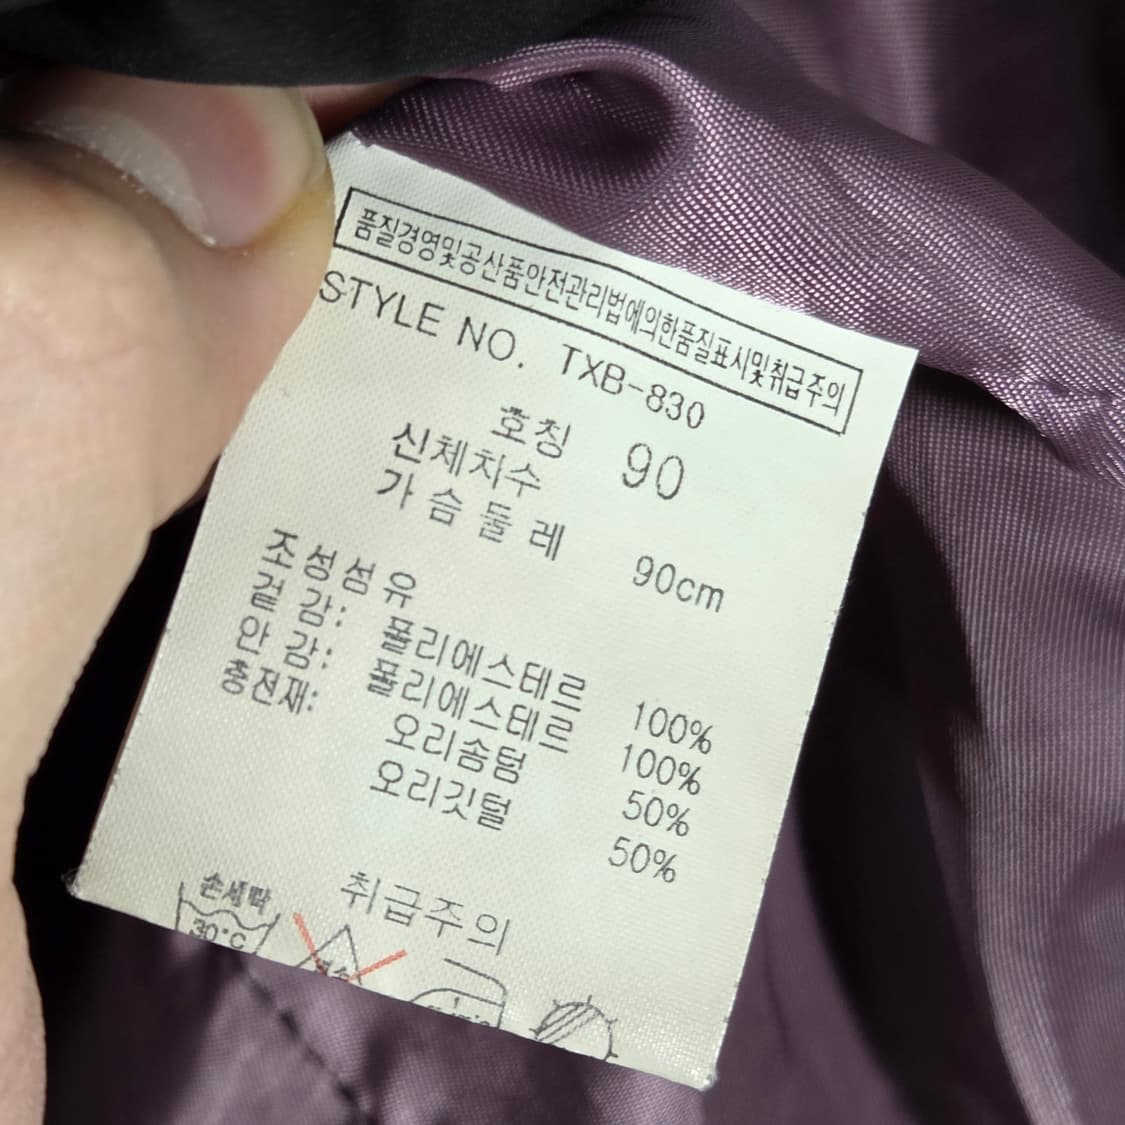 품질경영및공산품안전관리법에의한품질표시및취급주의
STYLE NO. TXB-830
호칭 90
신체치수
가슴둘레 90cm
조성섬유
겉감: 폴리에스테르 100%
안감: 폴리에스테르 100%
충전재: 오리솜털 50%
오리깃털 50%
취급주의
손세탁
30°C